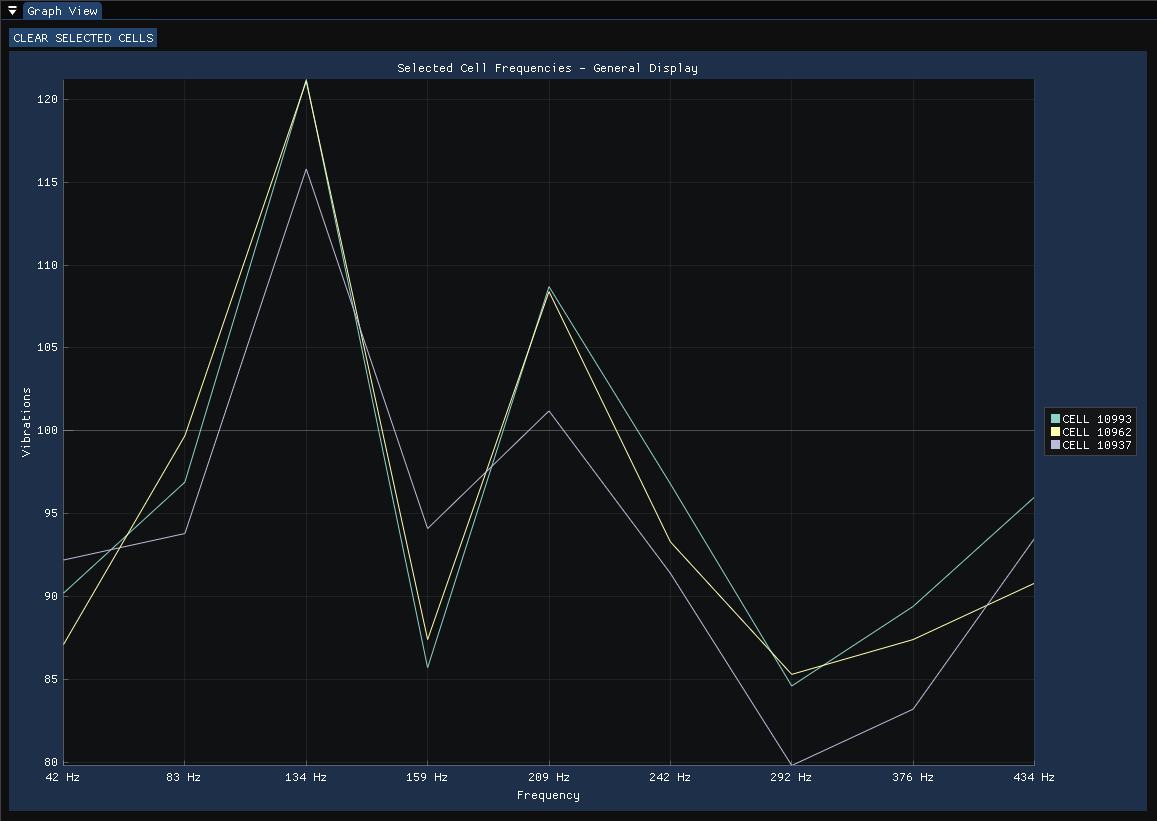 Graph View
CLEAR SELECTED CELLS
Selected Cell Frequencies - General Display
120
115
110
105
100
95
90
85
80
Vibrations
42 Hz 83 Hz 134 Hz 159 Hz 209 Hz 242 Hz 292 Hz 376 Hz 434 Hz
Frequency
CELL 10993
CELL 10962
CELL 10937